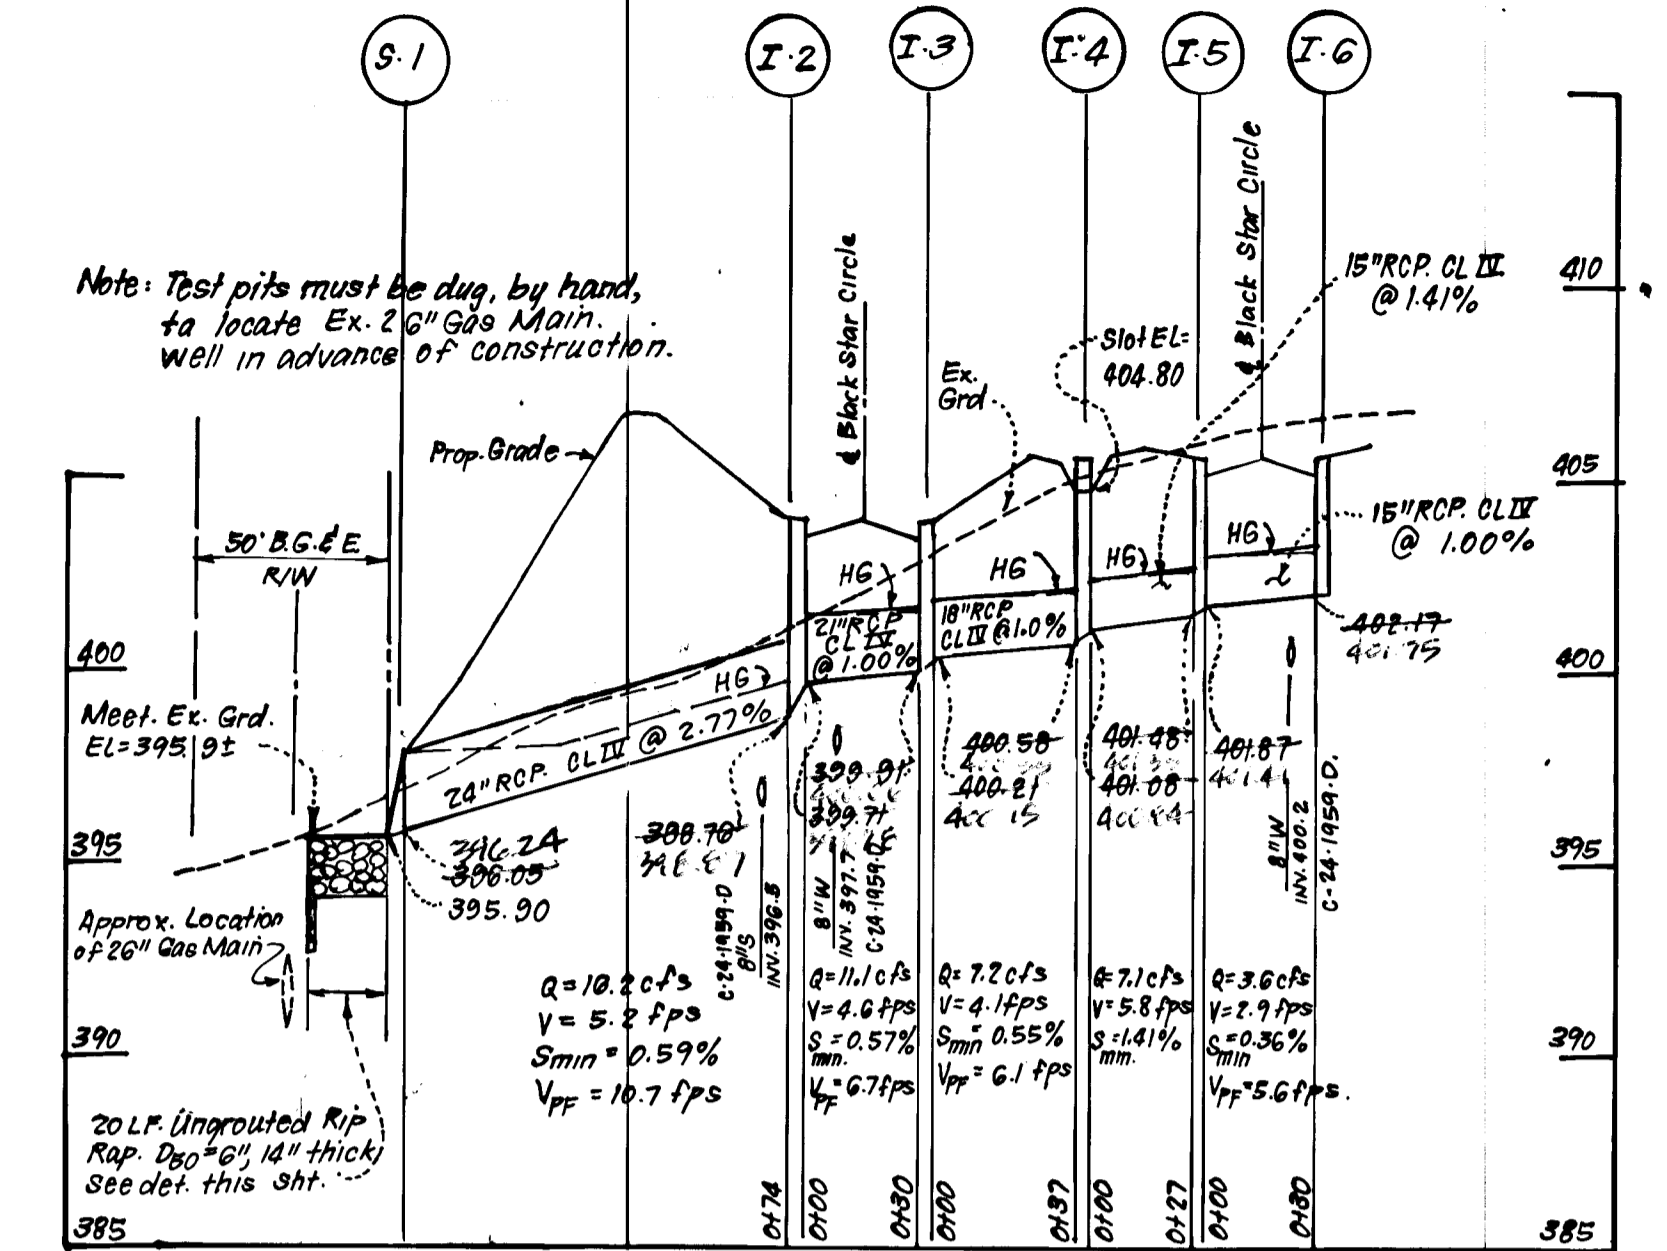 S.1
I.2
I.3
I.4
I.5
I.6
Note: Test pits must be dug, by hand,
to locate Ex. 26" Gas Main.
well in advance of construction.
Prop. Grade
℄ Black Star Circle
Ex.
Grd
Slot EL=
404.80
℄ Black Star Circle
15" RCP. CL IV
@ 1.41%
410
405
400
395
390
385
15" RCP. CL IV
@ 1.00%
50' B.G. & E.
R/W
HG
HG
HG
HG
HG
21" RCP
CL IV
@ 1.00%
18" RCP
CL IV @ 1.0%
24" RCP. CL IV @ 2.77%
400
395
390
385
Meet. Ex. Grd.
EL=395.9±
402.17
401.75
400.58
400.21
401.48
401.08
401.87
399.91
399.71
396.24
396.05
395.90
Approx. Location
of 26" Gas Main
C-24-1959-D
8"S
INV. 396.5
8"W
INV. 397.7
C-24-1959-D
8"W
INV. 400.2
C-24-1959-D.
Q=18.2 cfs
V= 5.2 fps
Smin = 0.59%
VPF = 10.7 fps
Q=11.1 cfs
V=4.6 fps
S = 0.57%
min.
VPF = 6.7 fps
Q= 7.2 cfs
V= 4.1 fps
Smin = 0.55%
VPF = 6.1 fps
Q=7.1 cfs
V=5.8 fps
S =1.41%
min.
Q=3.6 cfs
V=2.9 fps
S=0.36%
min
VPF=5.6 fps.
20 LF. Ungrouted Rip
Rap. D50=6", 14" thick
see det. this sht.
0+74
0+00
0+30
0+00
0+37
0+00
0+27
0+00
0+30